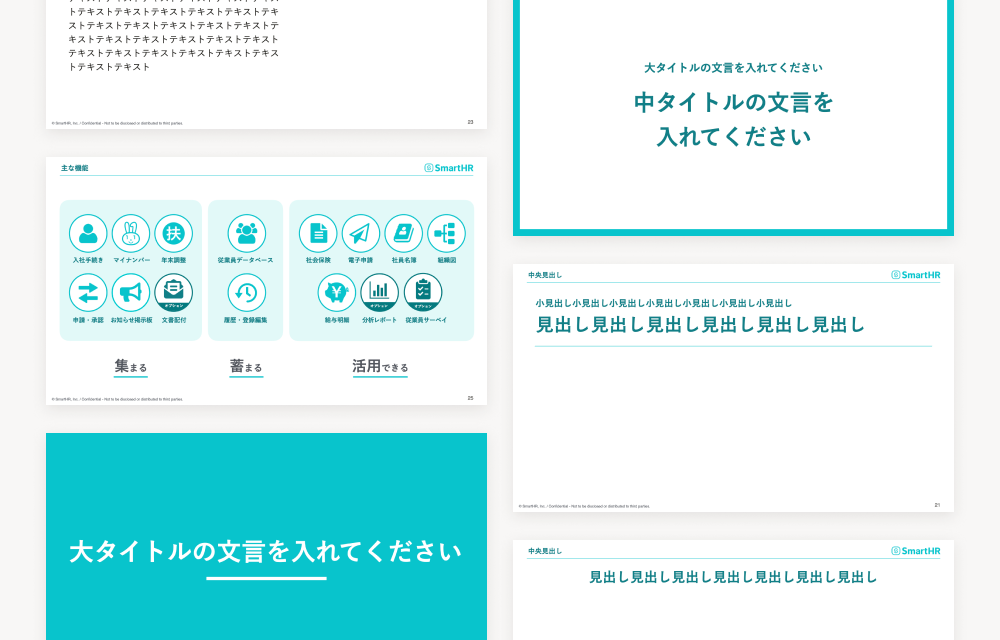 トテキストテキストテキストテキストテキストテキ
ストテキストテキストテキストテキストテキストテ
キストテキストテキストテキストテキストテキスト
テキストテキストテキストテキストテキストテキス
トテキストテキスト
© SmartHR, Inc. / Confidential - Not to be disclosed or distributed to third parties.
23
主な機能
SmartHR
入社手続き
マイナンバー
扶
年末調整
従業員データベース
社会保険
電子申請
社員名簿
組織図
申請・承認
お知らせ掲示板
オプション
文書配付
履歴・登録編集
¥
給与明細
オプション
分析レポート
オプション
従業員サーベイ
集まる
蓄まる
活用できる
© SmartHR, Inc. / Confidential - Not to be disclosed or distributed to third parties.
25
大タイトルの文言を入れてください
大タイトルの文言を入れてください
中タイトルの文言を
入れてください
中央見出し
SmartHR
小見出し小見出し小見出し小見出し小見出し小見出し小見出し
見出し見出し見出し見出し見出し見出し
© SmartHR, Inc. / Confidential - Not to be disclosed or distributed to third parties.
21
中央見出し
SmartHR
見出し見出し見出し見出し見出し見出し見出し